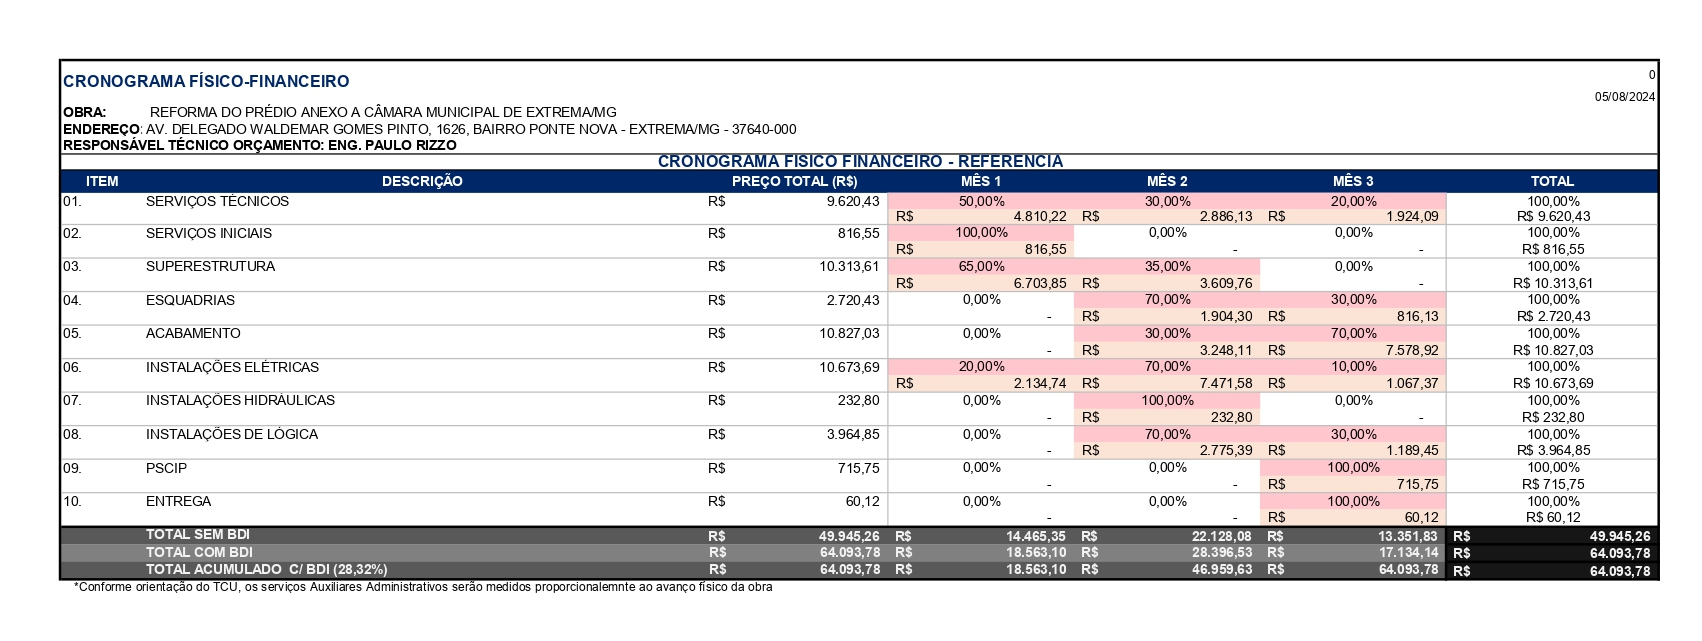 0
CRONOGRAMA FÍSICO-FINANCEIRO
05/08/2024
OBRA: REFORMA DO PRÉDIO ANEXO A CÂMARA MUNICIPAL DE EXTREMA/MG
ENDEREÇO: AV. DELEGADO WALDEMAR GOMES PINTO, 1626, BAIRRO PONTE NOVA - EXTREMA/MG - 37640-000
RESPONSÁVEL TÉCNICO ORÇAMENTO: ENG. PAULO RIZZO
CRONOGRAMA FÍSICO FINANCEIRO - REFERÊNCIA
ITEM DESCRIÇÃO PREÇO TOTAL (R$) MÊS 1 MÊS 2 MÊS 3 TOTAL
01. SERVIÇOS TÉCNICOS R$ 9.620,43 50,00% 30,00% 20,00% 100,00%
R$ 4.810,22 R$ 2.886,13 R$ 1.924,09 R$ 9.620,43
02. SERVIÇOS INICIAIS R$ 816,55 100,00% 0,00% 0,00% 100,00%
R$ 816,55 - - R$ 816,55
03. SUPERESTRUTURA R$ 10.313,61 65,00% 35,00% 0,00% 100,00%
R$ 6.703,85 R$ 3.609,76 - R$ 10.313,61
04. ESQUADRIAS R$ 2.720,43 0,00% 70,00% 30,00% 100,00%
- R$ 1.904,30 R$ 816,13 R$ 2.720,43
05. ACABAMENTO R$ 10.827,03 0,00% 30,00% 70,00% 100,00%
- R$ 3.248,11 R$ 7.578,92 R$ 10.827,03
06. INSTALAÇÕES ELÉTRICAS R$ 10.673,69 20,00% 70,00% 10,00% 100,00%
R$ 2.134,74 R$ 7.471,58 R$ 1.067,37 R$ 10.673,69
07. INSTALAÇÕES HIDRÁULICAS R$ 232,80 0,00% 100,00% 0,00% 100,00%
- R$ 232,80 - R$ 232,80
08. INSTALAÇÕES DE LÓGICA R$ 3.964,85 0,00% 70,00% 30,00% 100,00%
- R$ 2.775,39 R$ 1.189,45 R$ 3.964,85
09. PSCIP R$ 715,75 0,00% 0,00% 100,00% 100,00%
- - R$ 715,75 R$ 715,75
10. ENTREGA R$ 60,12 0,00% 0,00% 100,00% 100,00%
- - R$ 60,12 R$ 60,12
TOTAL SEM BDI R$ 49.945,26 R$ 14.465,35 R$ 22.128,08 R$ 13.351,83 R$ 49.945,26
TOTAL COM BDI R$ 64.093,78 R$ 18.563,10 R$ 28.396,53 R$ 17.134,14 R$ 64.093,78
TOTAL ACUMULADO C/ BDI (28,32%) R$ 64.093,78 R$ 18.563,10 R$ 46.959,63 R$ 64.093,78 R$ 64.093,78
*Conforme orientação do TCU, os serviços Auxiliares Administrativos serão medidos proporcionalemnte ao avanço físico da obra